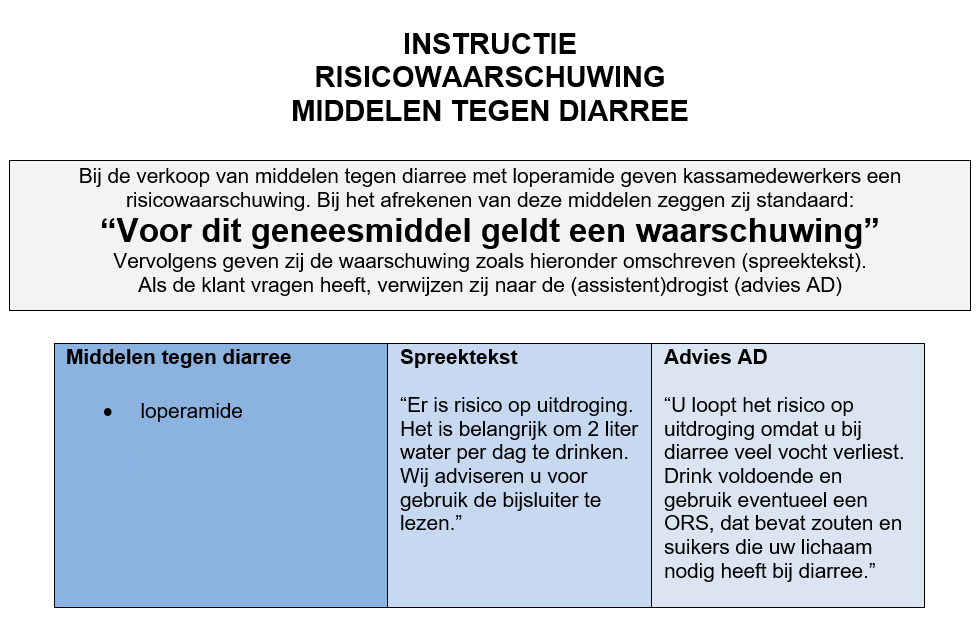 INSTRUCTIE
RISICOWAARSCHUWING
MIDDELEN TEGEN DIARREE
Bij de verkoop van middelen tegen diarree met loperamide geven kassamedewerkers een
risicowaarschuwing. Bij het afrekenen van deze middelen zeggen zij standaard:
“Voor dit geneesmiddel geldt een waarschuwing”
Vervolgens geven zij de waarschuwing zoals hieronder omschreven (spreektekst).
Als de klant vragen heeft, verwijzen zij naar de (assistent)drogist (advies AD)
Middelen tegen diarree
• loperamide
Spreektekst
“Er is risico op uitdroging.
Het is belangrijk om 2 liter
water per dag te drinken.
Wij adviseren u voor
gebruik de bijsluiter te
lezen.”
Advies AD
“U loopt het risico op
uitdroging omdat u bij
diarree veel vocht verliest.
Drink voldoende en
gebruik eventueel een
ORS, dat bevat zouten en
suikers die uw lichaam
nodig heeft bij diarree.”